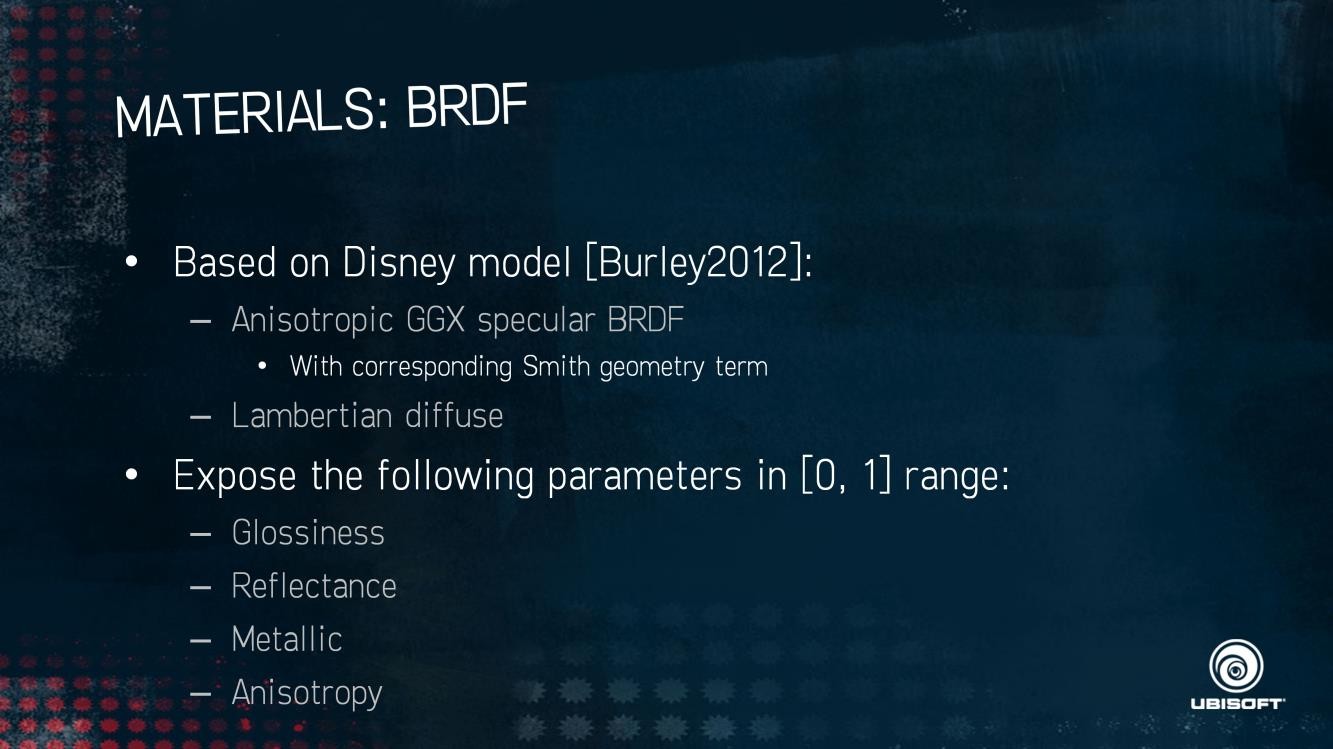 MATERIALS: BRDF
• Based on Disney model [Burley2012]:
– Anisotropic GGX specular BRDF
• With corresponding Smith geometry term
– Lambertian diffuse
• Expose the following parameters in [0, 1] range:
– Glossiness
– Reflectance
– Metallic
– Anisotropy
UBISOFT